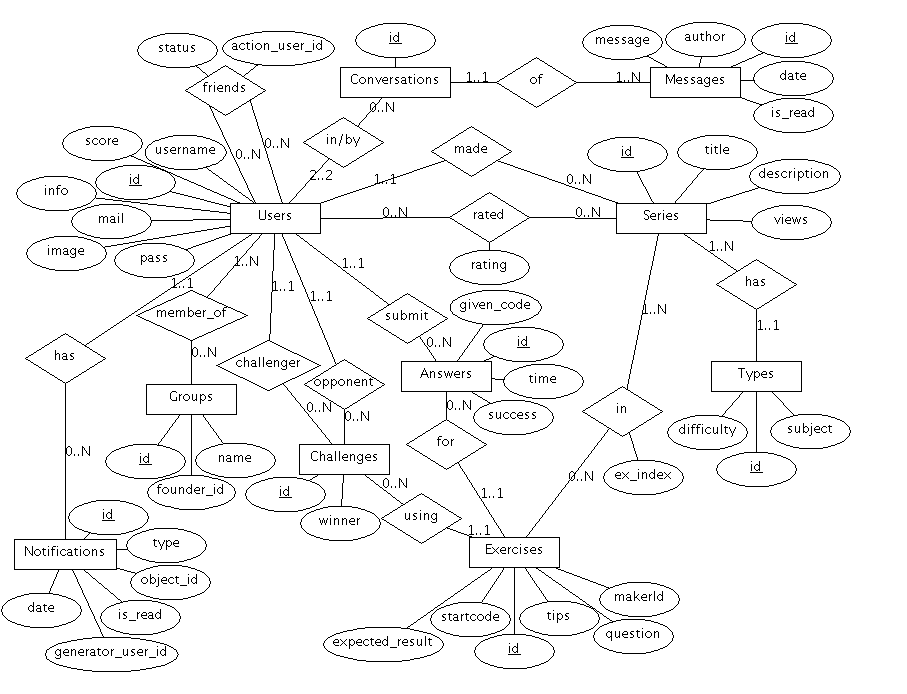 status
action_user_id
friends
0..N
0..N
id
Conversations
1..1
of
1..N
message
author
id
Messages
date
is_read
0..N
in/by
2..2
score
username
id
info
mail
image
pass
Users
made
1..1
0..N
0..N
rated
0..N
rating
id
title
description
Series
views
1..N
has
1..1
Types
difficulty
subject
id
1..N
in
ex_index
0..N
1..1
has
0..N
1..N
member_of
0..N
Groups
id
name
founder_id
1..1
challenger
0..N
1..1
opponent
0..N
Challenges
id
winner
0..N
using
1..1
1..1
submit
0..N
given_code
id
Answers
time
success
0..N
for
1..1
Notifications
id
type
object_id
date
is_read
generator_user_id
Exercises
makerId
startcode
tips
expected_result
id
question